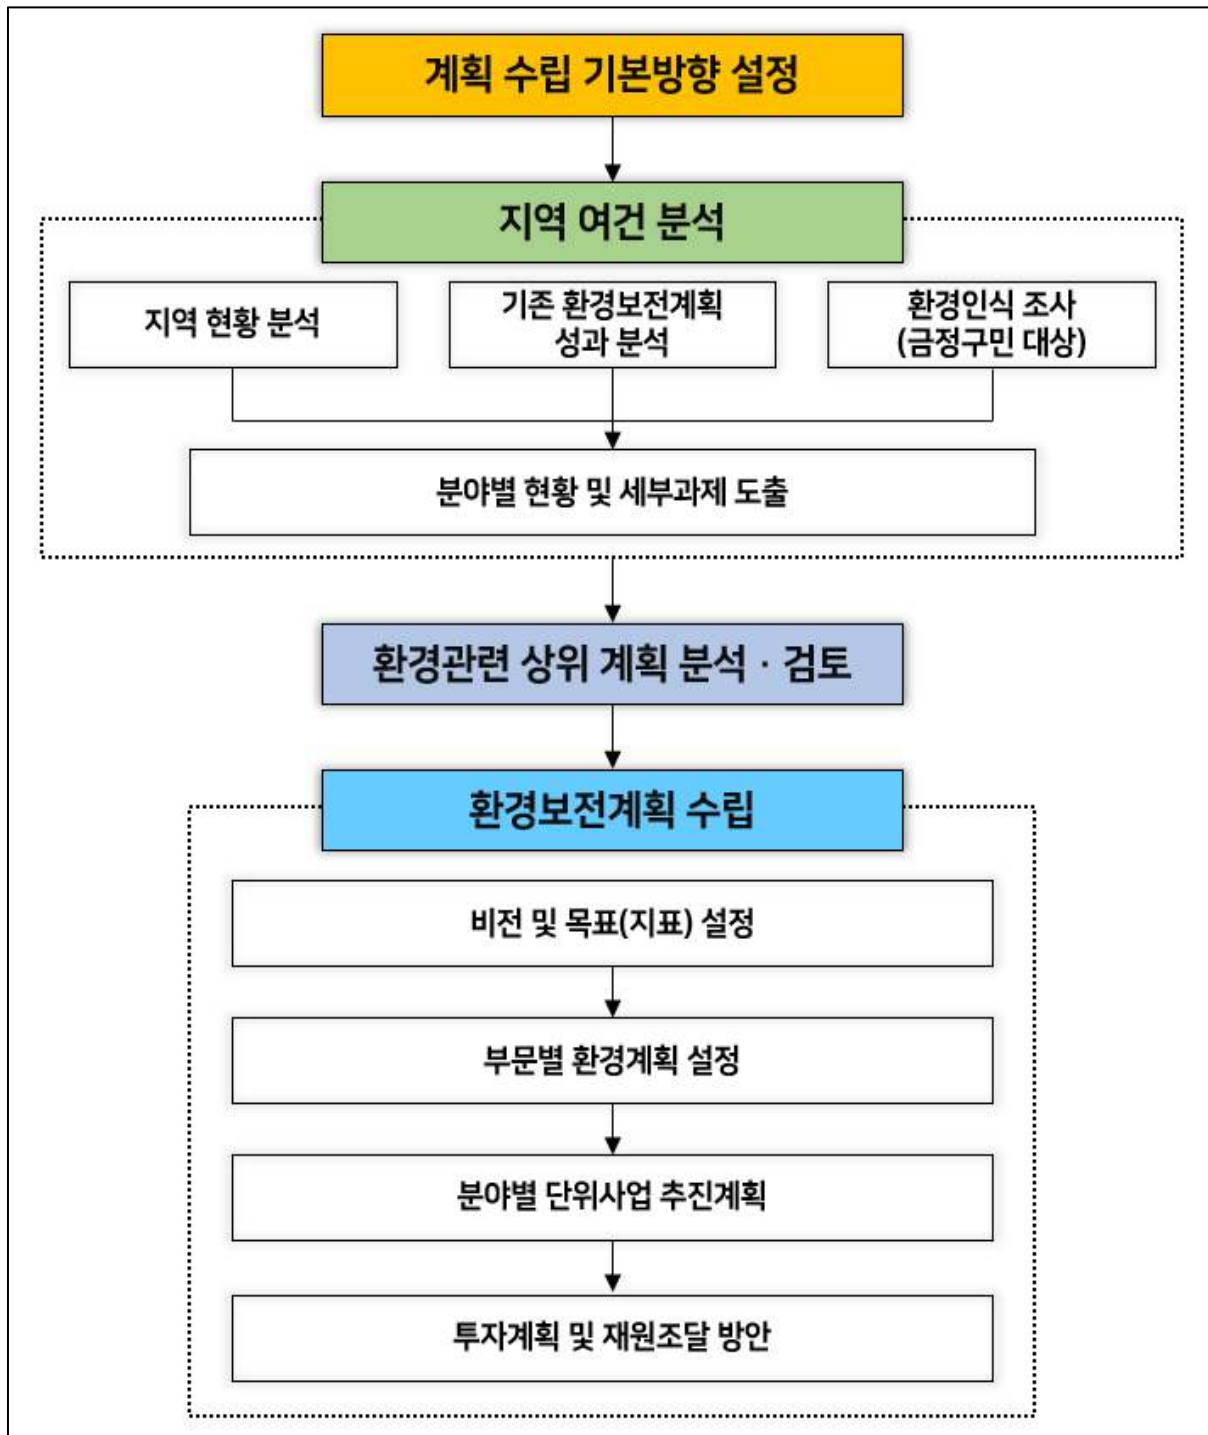 계획 수립 기본방향 설정
지역 여건 분석
지역 현황 분석
기존 환경보전계획
성과 분석
환경인식 조사
(금정구민 대상)
분야별 현황 및 세부과제 도출
환경관련 상위 계획 분석 · 검토
환경보전계획 수립
비전 및 목표(지표) 설정
부문별 환경계획 설정
분야별 단위사업 추진계획
투자계획 및 재원조달 방안